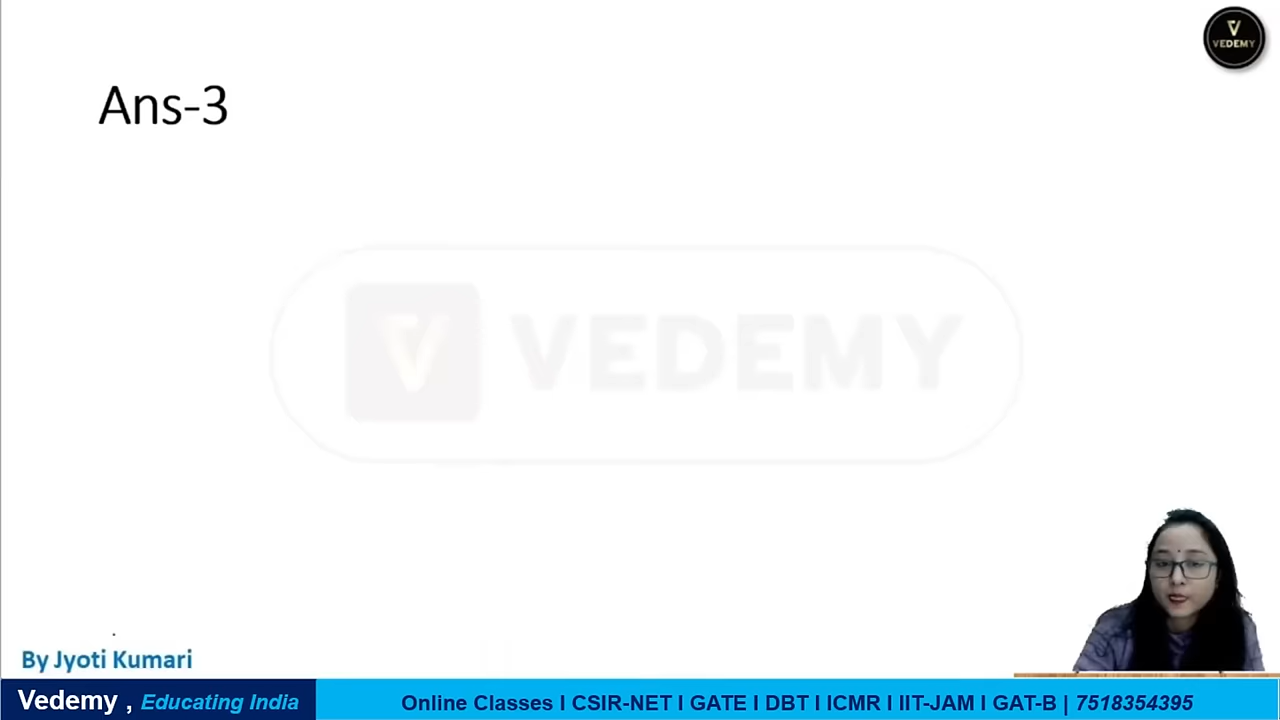 V
VEDEMY
Ans-3
V VEDEMY
By Jyoti Kumari
Vedemy , Educating India
Online Classes I CSIR-NET I GATE I DBT I ICMR I IIT-JAM I GAT-B | 7518354395